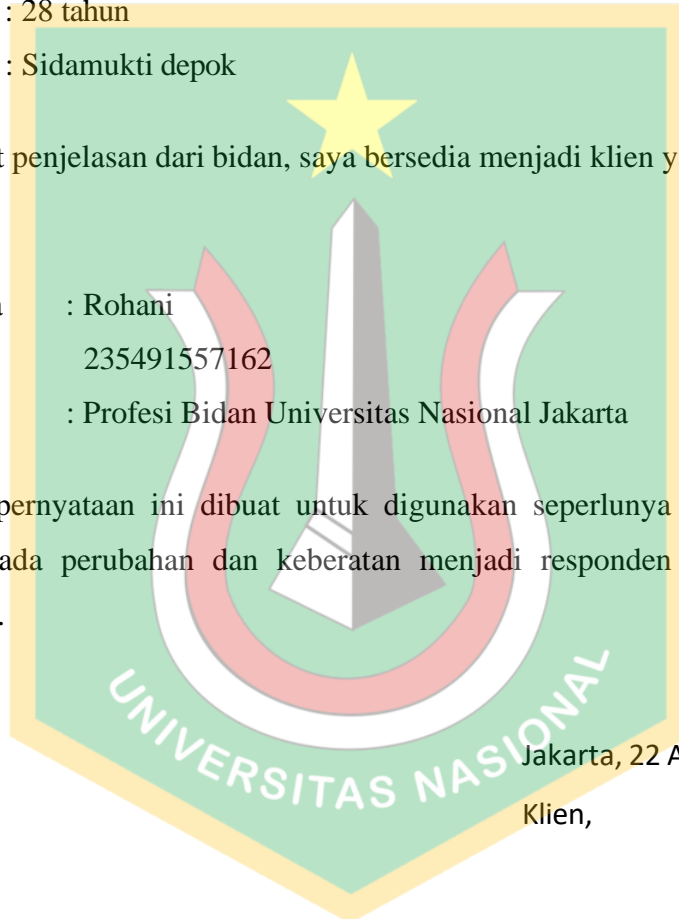 : 28 tahun
: Sidamukti depok
penjelasan dari bidan, saya bersedia menjadi klien
: Rohani
235491557162
: Profesi Bidan Universitas Nasional Jakarta
pernyataan ini dibuat untuk digunakan seperlunya
ada perubahan dan keberatan menjadi responden
.
UNIVERSITAS NASIONAL
Jakarta, 22 A
Klien,